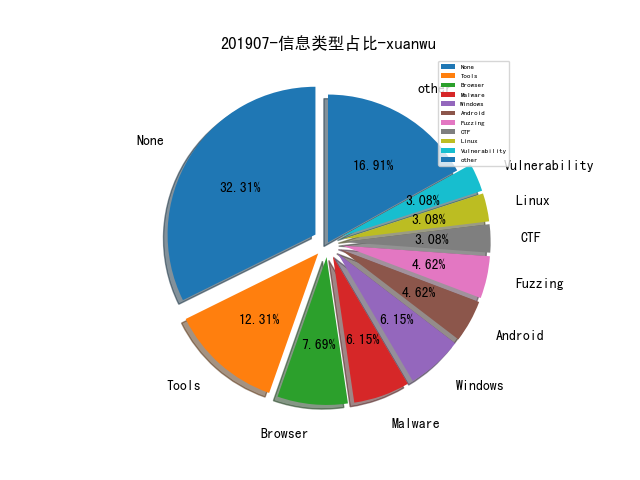 201907-信息类型占比-xuanwu
None
Tools
Browser
Malware
Windows
Android
Fuzzing
CTF
Linux
Vulnerability
other
other
None
32.31%
16.91%
Vulnerability
3.08%
Linux
3.08%
CTF
3.08%
Fuzzing
4.62%
Android
4.62%
Windows
6.15%
Malware
6.15%
Browser
7.69%
Tools
12.31%